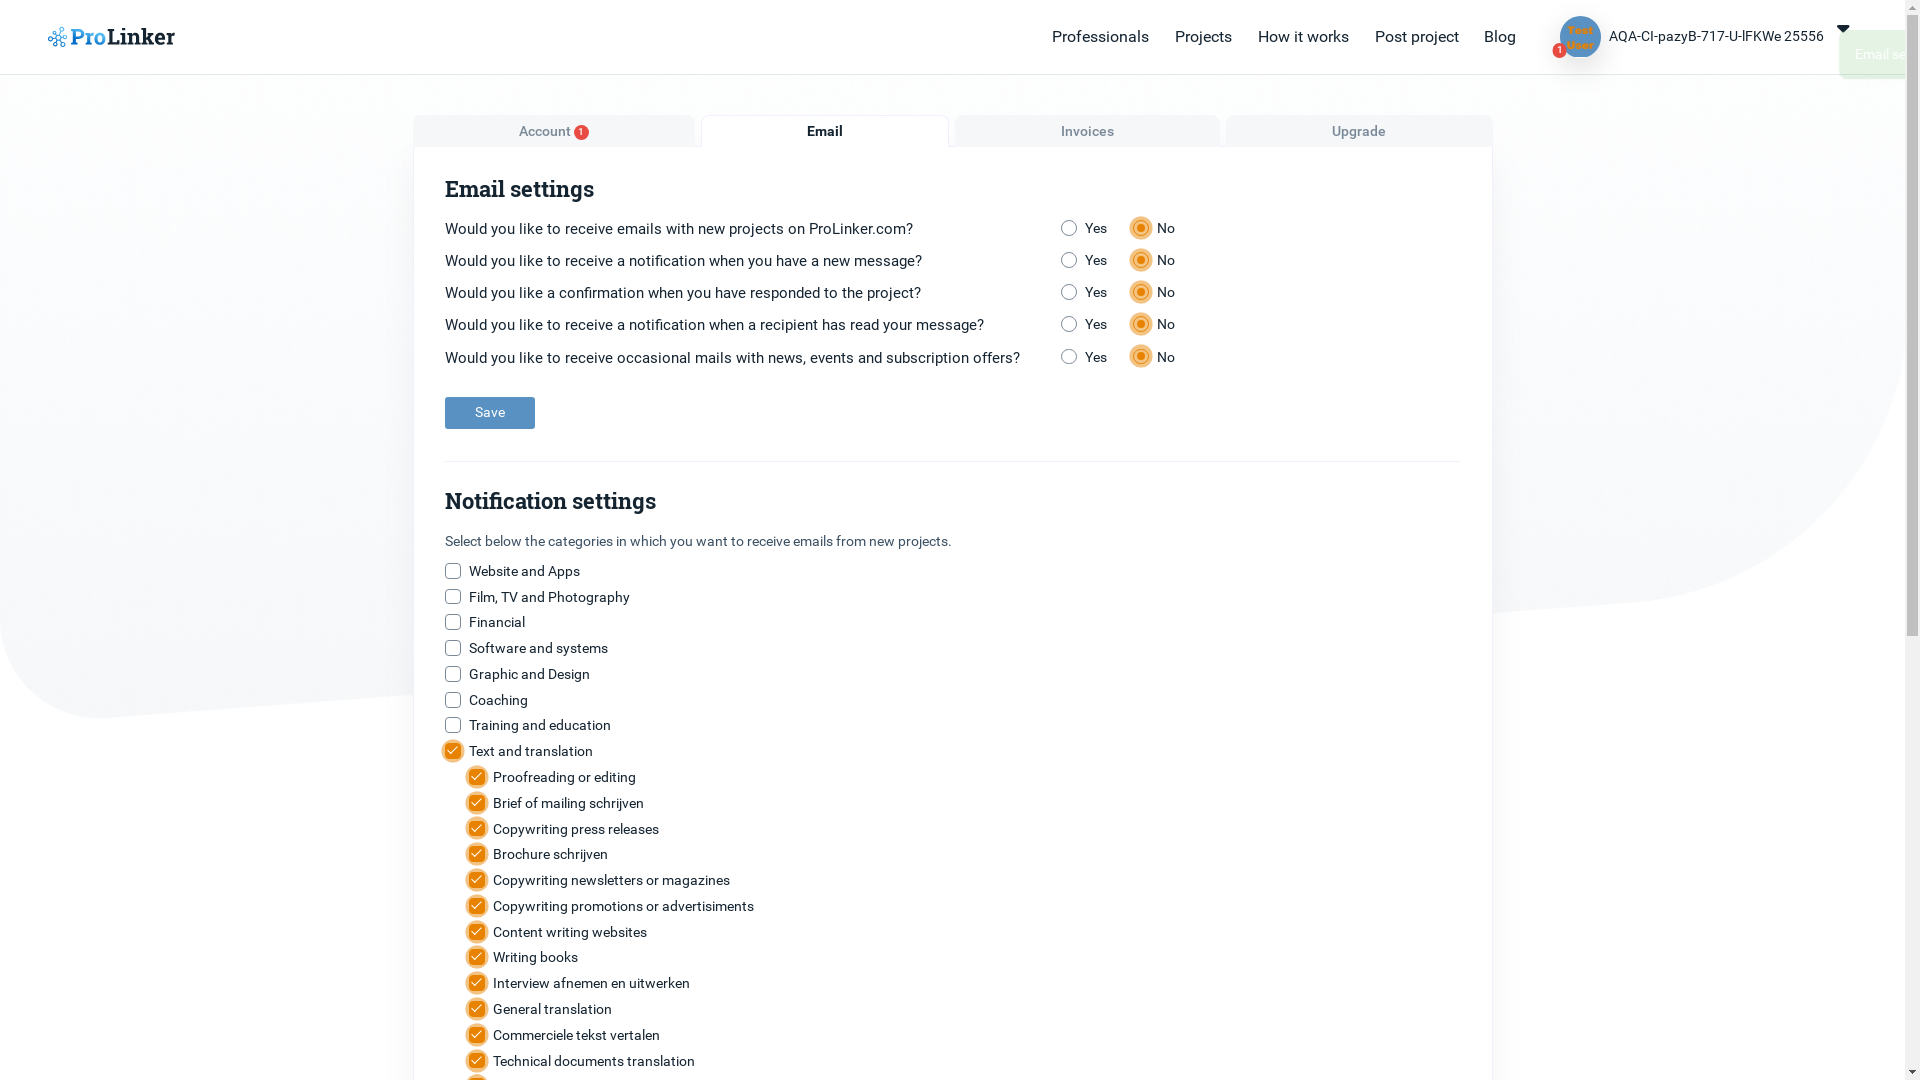 ProLinker
Professionals Projects How it works Post project Blog
Test User
1
AQA-CI-pazyB-717-U-lFKWe 25556
Email se
Account 1
Email
Invoices
Upgrade
Email settings
Would you like to receive emails with new projects on ProLinker.com? Yes No
Would you like to receive a notification when you have a new message? Yes No
Would you like a confirmation when you have responded to the project? Yes No
Would you like to receive a notification when a recipient has read your message? Yes No
Would you like to receive occasional mails with news, events and subscription offers? Yes No
Save
Notification settings
Select below the categories in which you want to receive emails from new projects.
Website and Apps
Film, TV and Photography
Financial
Software and systems
Graphic and Design
Coaching
Training and education
Text and translation
Proofreading or editing
Brief of mailing schrijven
Copywriting press releases
Brochure schrijven
Copywriting newsletters or magazines
Copywriting promotions or advertisiments
Content writing websites
Writing books
Interview afnemen en uitwerken
General translation
Commerciele tekst vertalen
Technical documents translation